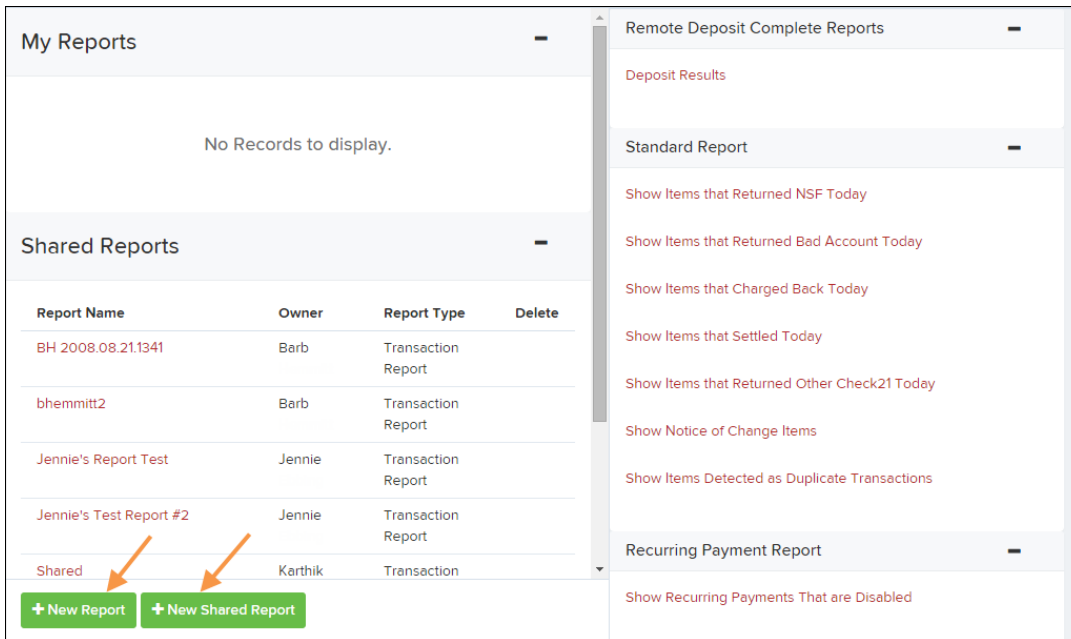 My Reports
No Records to display.
Shared Reports
Report Name Owner Report Type Delete
BH 2008.08.21.1341 Barb Transaction
Report
bhemmitt2 Barb Transaction
Report
Jennie's Report Test Jennie Transaction
Report
Jennie's Test Report #2 Jennie Transaction
Report
Shared Karthik Transaction
+ New Report + New Shared Report
Remote Deposit Complete Reports
Deposit Results
Standard Report
Show Items that Returned NSF Today
Show Items that Returned Bad Account Today
Show Items that Charged Back Today
Show Items that Settled Today
Show Items that Returned Other Check21 Today
Show Notice of Change Items
Show Items Detected as Duplicate Transactions
Recurring Payment Report
Show Recurring Payments That are Disabled